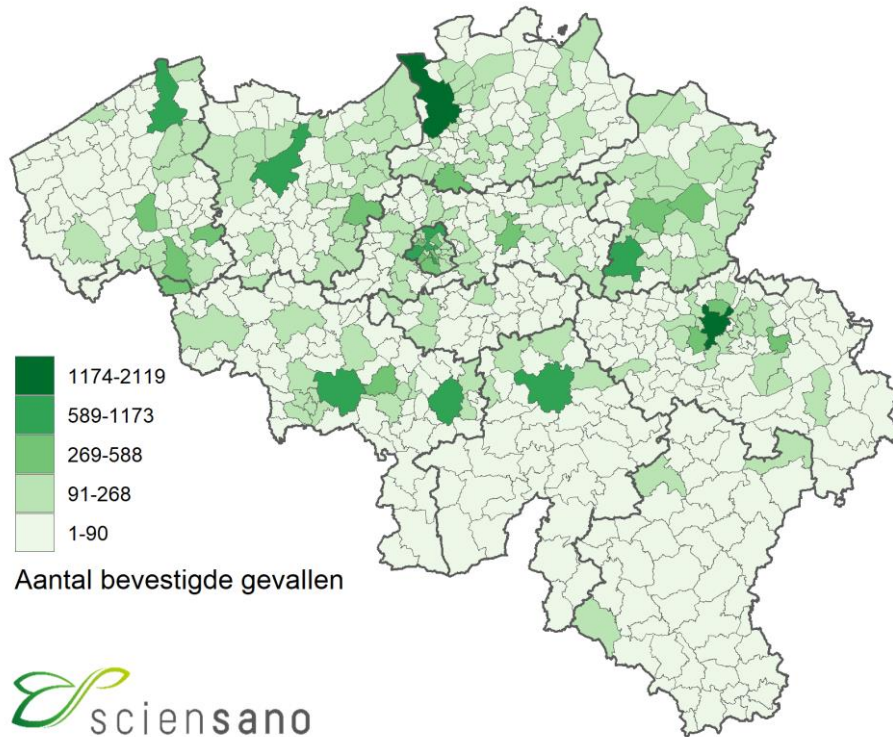 1174-2119
589-1173
269-588
91-268
1-90
Aantal bevestigde gevallen
sciensano